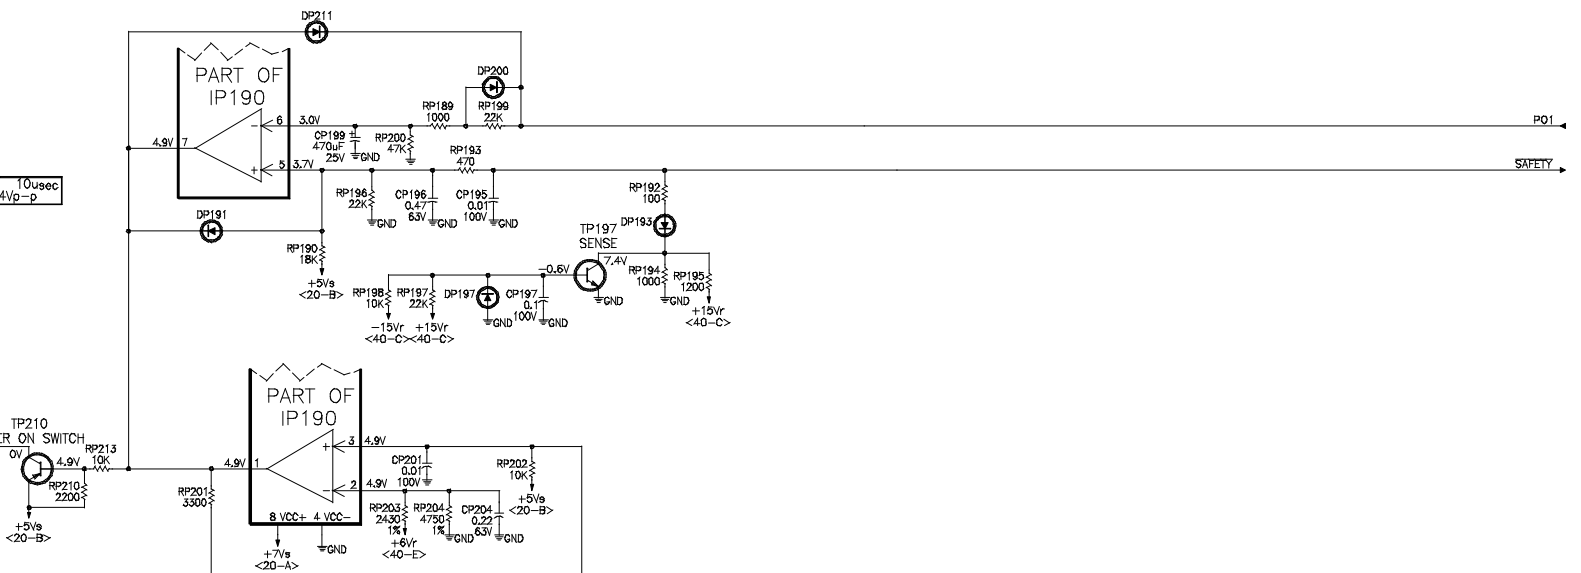 DP211
PART OF
IP190
DP200
RP189
1000
RP199
22K
6
3.0V
CP199
470uF
25V
+
GND
RP200
47K
PO1
4.9V
7
−
+
5
3.7V
RP193
470
SAFETY
10usec
4Vp-p
RP196
22K
GND
CP196
0.47
63V
GND
CP195
0.01
100V
GND
RP192
100
DP193
DP191
RP190
18K
+5Vs
<20-B>
TP197
SENSE
-0.6V
7.4V
GND
RP194
1000
GND
RP195
1200
+15Vr
<40-C>
RP198
10K
-15Vr
<40-C>
RP197
22K
+15Vr
<40-C>
DP197
GND
CP197
0.1
100V
GND
PART OF
IP190
TP210
ER ON SWITCH
0V
4.9V
RP213
10K
RP210
2200
+5Vs
<20-B>
RP201
3300
4.9V
1
+
3
4.9V
−
2
4.9V
CP201
0.01
100V
RP202
10K
+5Vs
<20-B>
RP203
2430
1%
+6Vr
<40-E>
RP204
4750
1%
GND
CP204
0.22
63V
GND
8 VCC+
4 VCC-
+7Vs
<20-A>
GND